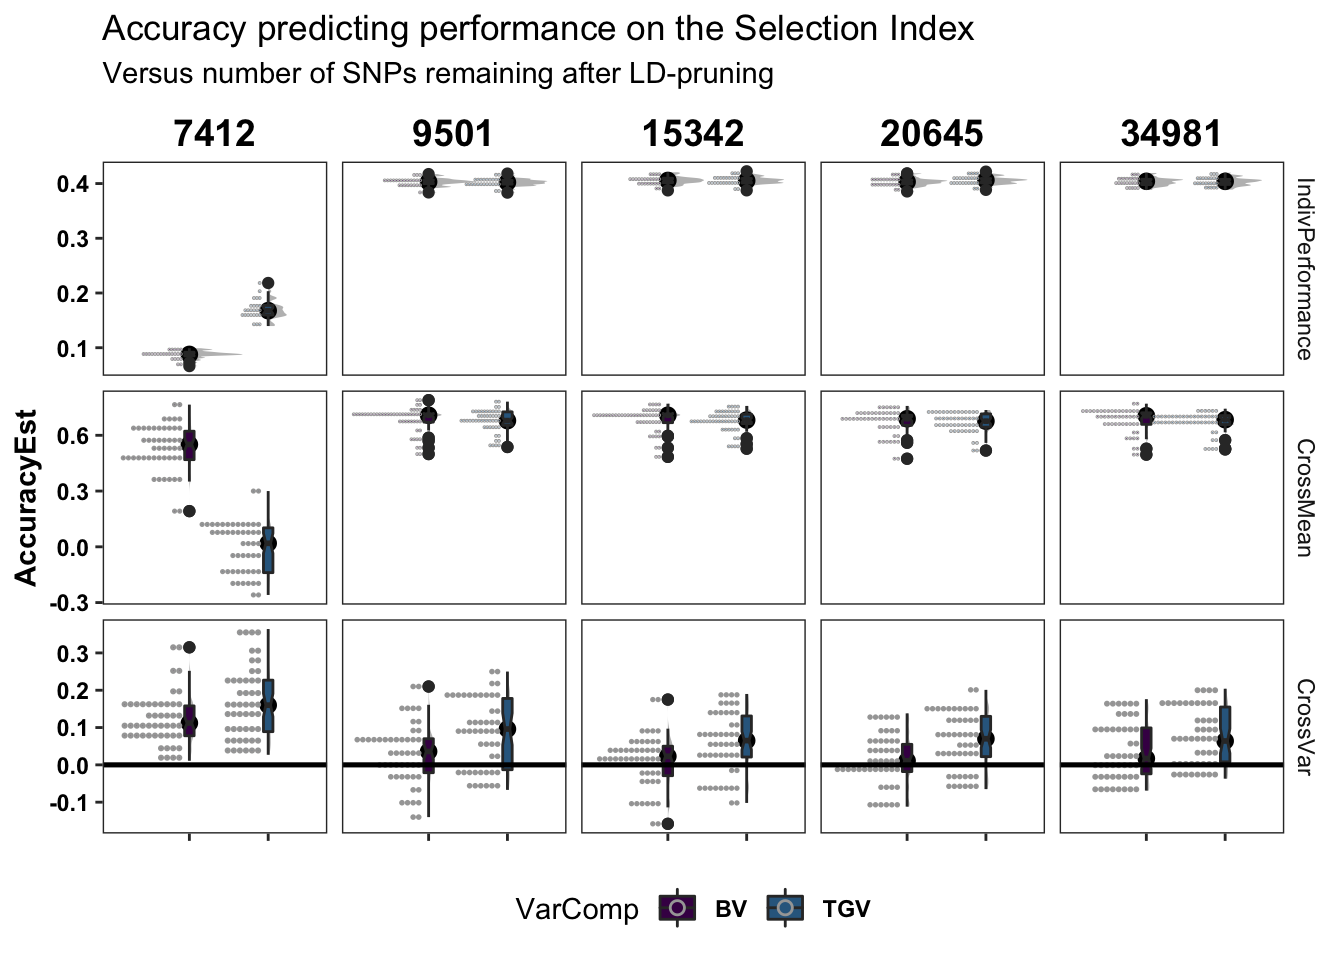 Accuracy predicting performance on the Selection Index
Versus number of SNPs remaining after LD-pruning
7412 9501 15342 20645 34981
0.4
0.3
0.2
0.1
IndivPerformance
AccuracyEst
0.6
0.3
0.0
-0.3
CrossMean
0.3
0.2
0.1
0.0
-0.1
CrossVar
VarComp BV TGV